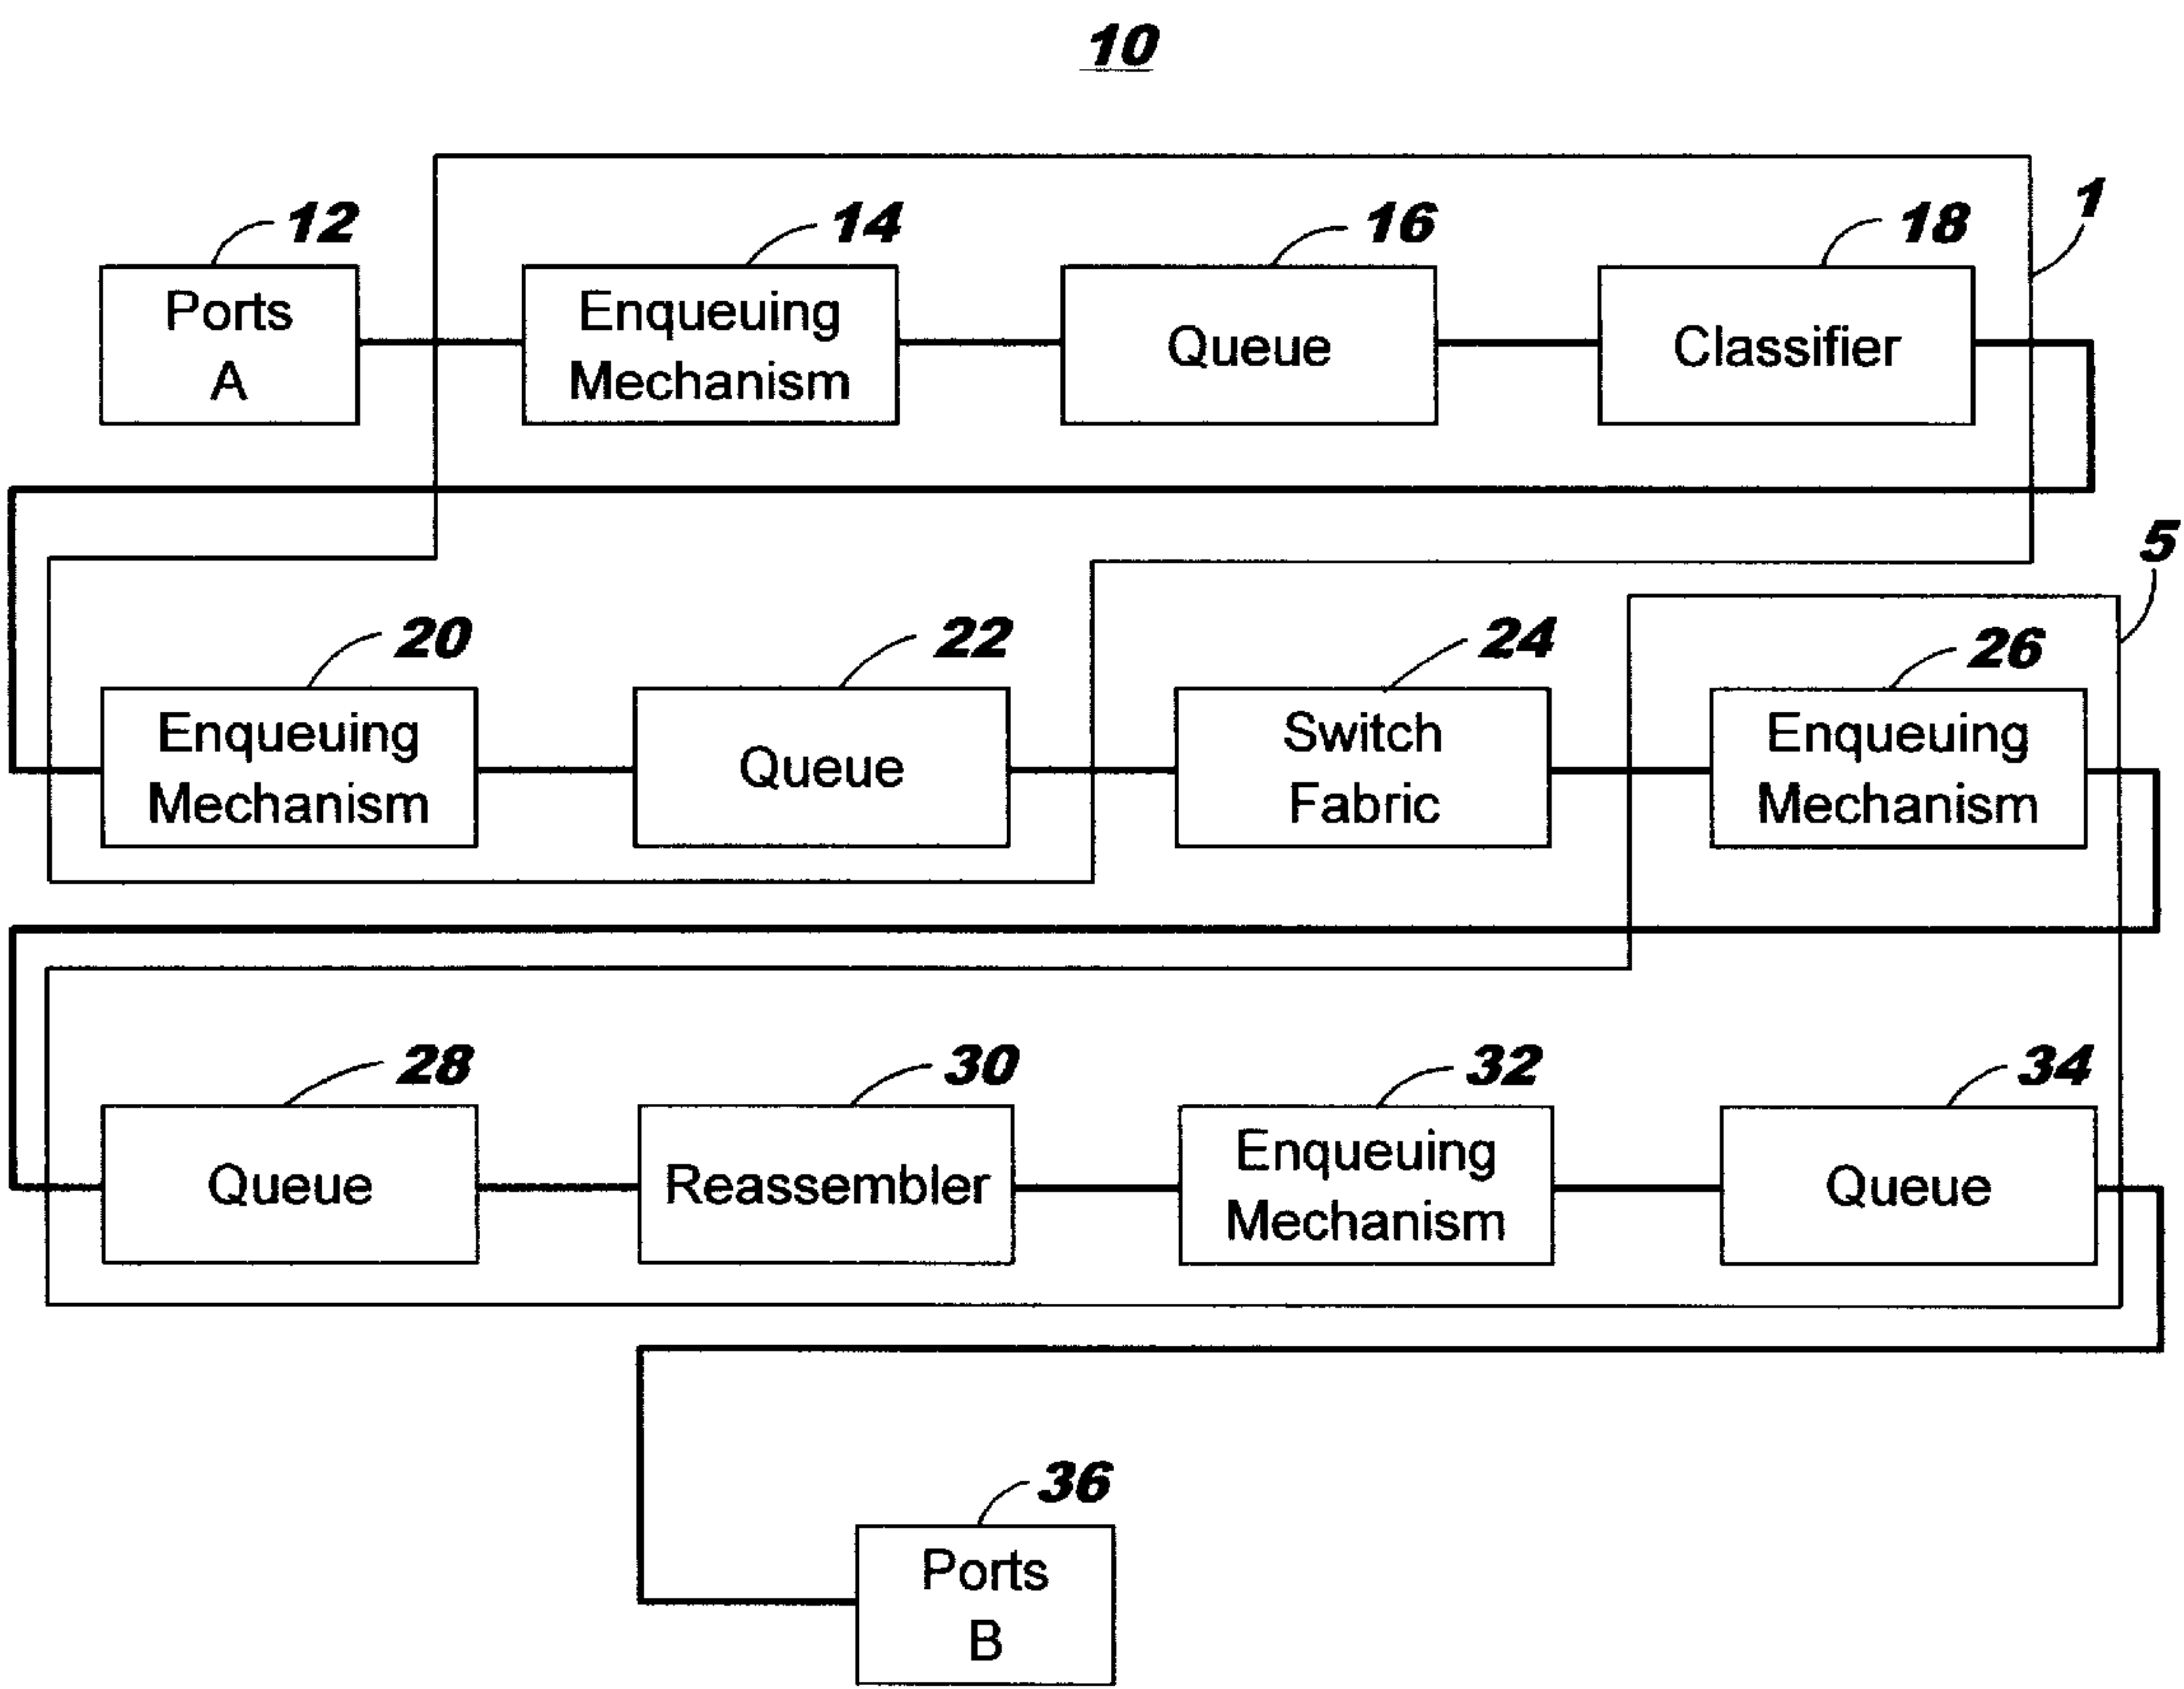 10
1
12
14
16
18
Ports
A
Enqueuing
Mechanism
Queue
Classifier
5
20
22
24
26
Enqueuing
Mechanism
Queue
Switch
Fabric
Enqueuing
Mechanism
28
30
32
34
Queue
Reassembler
Enqueuing
Mechanism
Queue
36
Ports
B